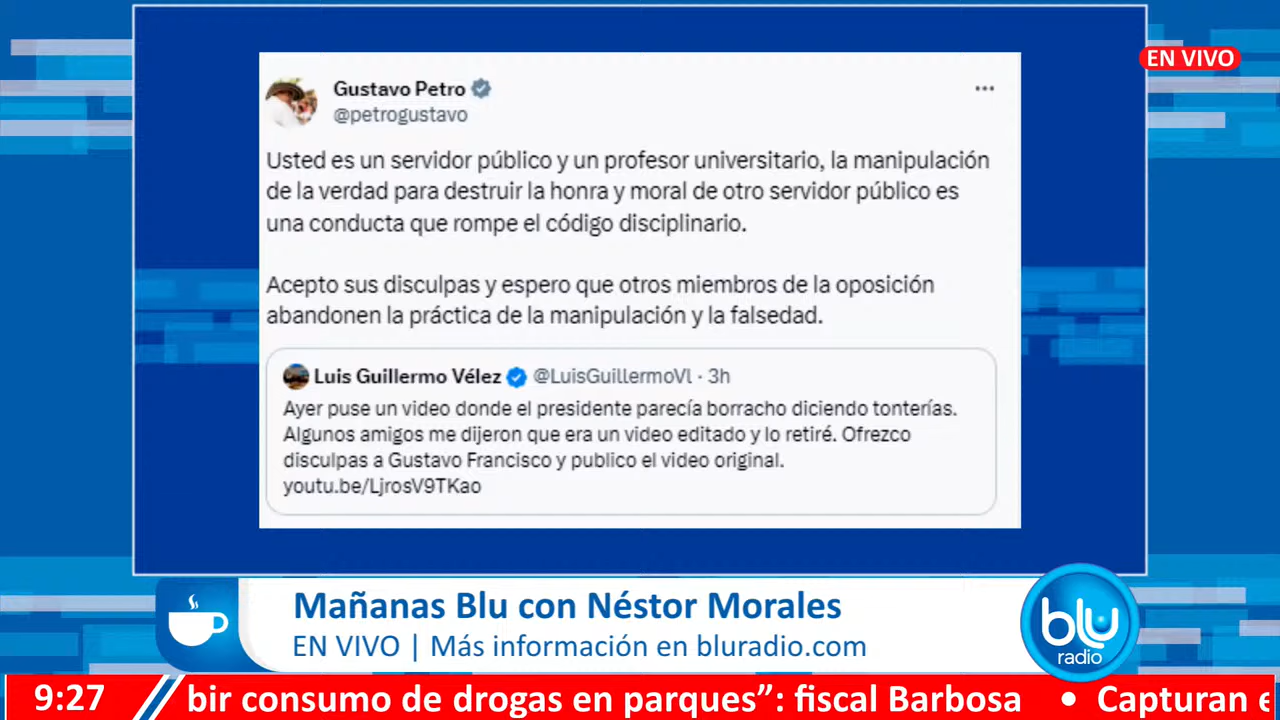 EN VIVO
Gustavo Petro
@petrogustavo
Usted es un servidor público y un profesor universitario, la manipulación
de la verdad para destruir la honra y moral de otro servidor público es
una conducta que rompe el código disciplinario.
Acepto sus disculpas y espero que otros miembros de la oposición
abandonen la práctica de la manipulación y la falsedad.
Luis Guillermo Vélez @LuisGuillermoVl · 3h
Ayer puse un video donde el presidente parecía borracho diciendo tonterías.
Algunos amigos me dijeron que era un video editado y lo retiré. Ofrezco
disculpas a Gustavo Francisco y publico el video original.
youtu.be/LjrosV9TKao
Mañanas Blu con Néstor Morales
EN VIVO | Más información en bluradio.com
blu
radio
9:27 bir consumo de drogas en parques”: fiscal Barbosa • Capturan e